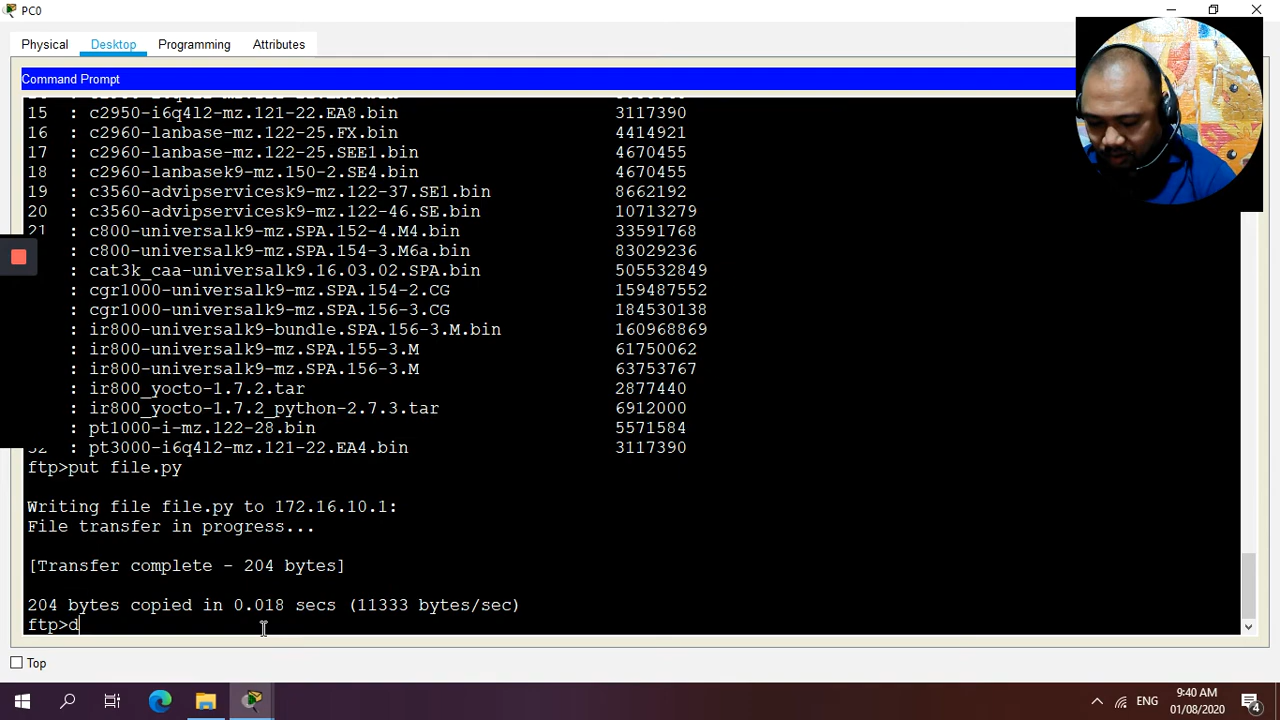 PC0
Physical Desktop Programming Attributes
Command Prompt
15 : c2950-i6q4l2-mz.121-22.EA8.bin 3117390
16 : c2960-lanbase-mz.122-25.FX.bin 4414921
17 : c2960-lanbase-mz.122-25.SEE1.bin 4670455
18 : c2960-lanbasek9-mz.150-2.SE4.bin 4670455
19 : c3560-advipservicesk9-mz.122-37.SE1.bin 8662192
20 : c3560-advipservicesk9-mz.122-46.SE.bin 10713279
21 : c800-universalk9-mz.SPA.152-4.M4.bin 33591768
: c800-universalk9-mz.SPA.154-3.M6a.bin 83029236
: cat3k_caa-universalk9.16.03.02.SPA.bin 505532849
: cgr1000-universalk9-mz.SPA.154-2.CG 159487552
: cgr1000-universalk9-mz.SPA.156-3.CG 184530138
: ir800-universalk9-bundle.SPA.156-3.M.bin 160968869
: ir800-universalk9-mz.SPA.155-3.M 61750062
: ir800-universalk9-mz.SPA.156-3.M 63753767
: ir800_yocto-1.7.2.tar 2877440
: ir800_yocto-1.7.2_python-2.7.3.tar 6912000
: pt1000-i-mz.122-28.bin 5571584
32 : pt3000-i6q4l2-mz.121-22.EA4.bin 3117390
ftp>put file.py
Writing file file.py to 172.16.10.1:
File transfer in progress...
[Transfer complete - 204 bytes]
204 bytes copied in 0.018 secs (11333 bytes/sec)
ftp>d
Top
ENG
9:40 AM
01/08/2020
4